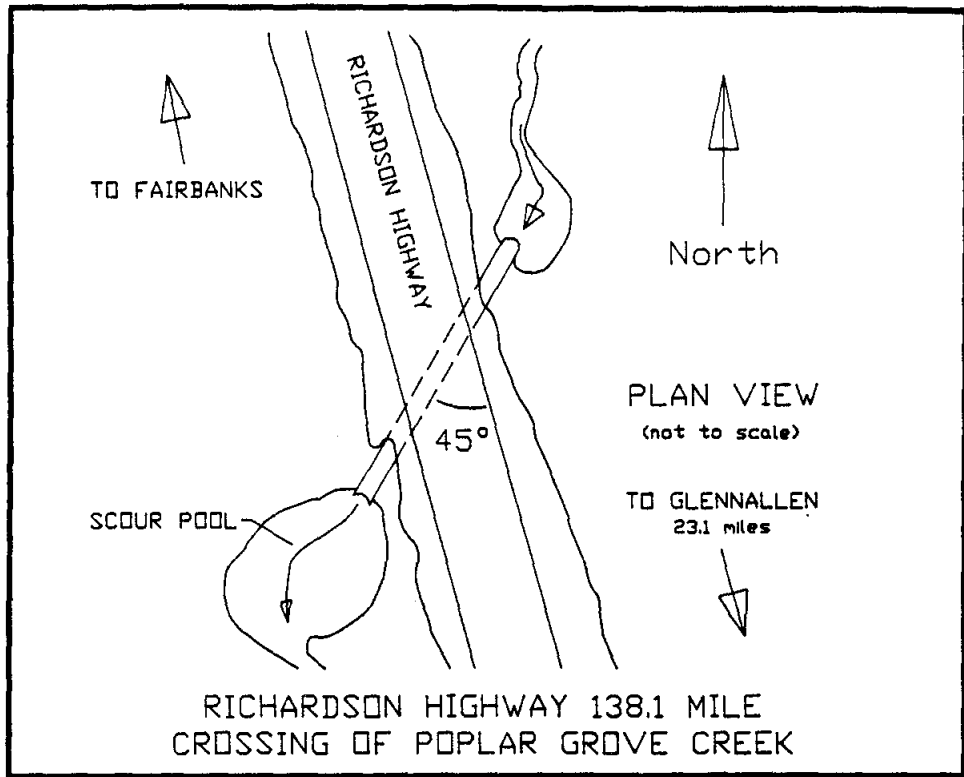 RICHARDSON HIGHWAY
TO FAIRBANKS
North
45°
PLAN VIEW
(not to scale)
TO GLENNALLEN
23.1 miles
SCOUR POOL
RICHARDSON HIGHWAY 138.1 MILE
CROSSING OF POPLAR GROVE CREEK